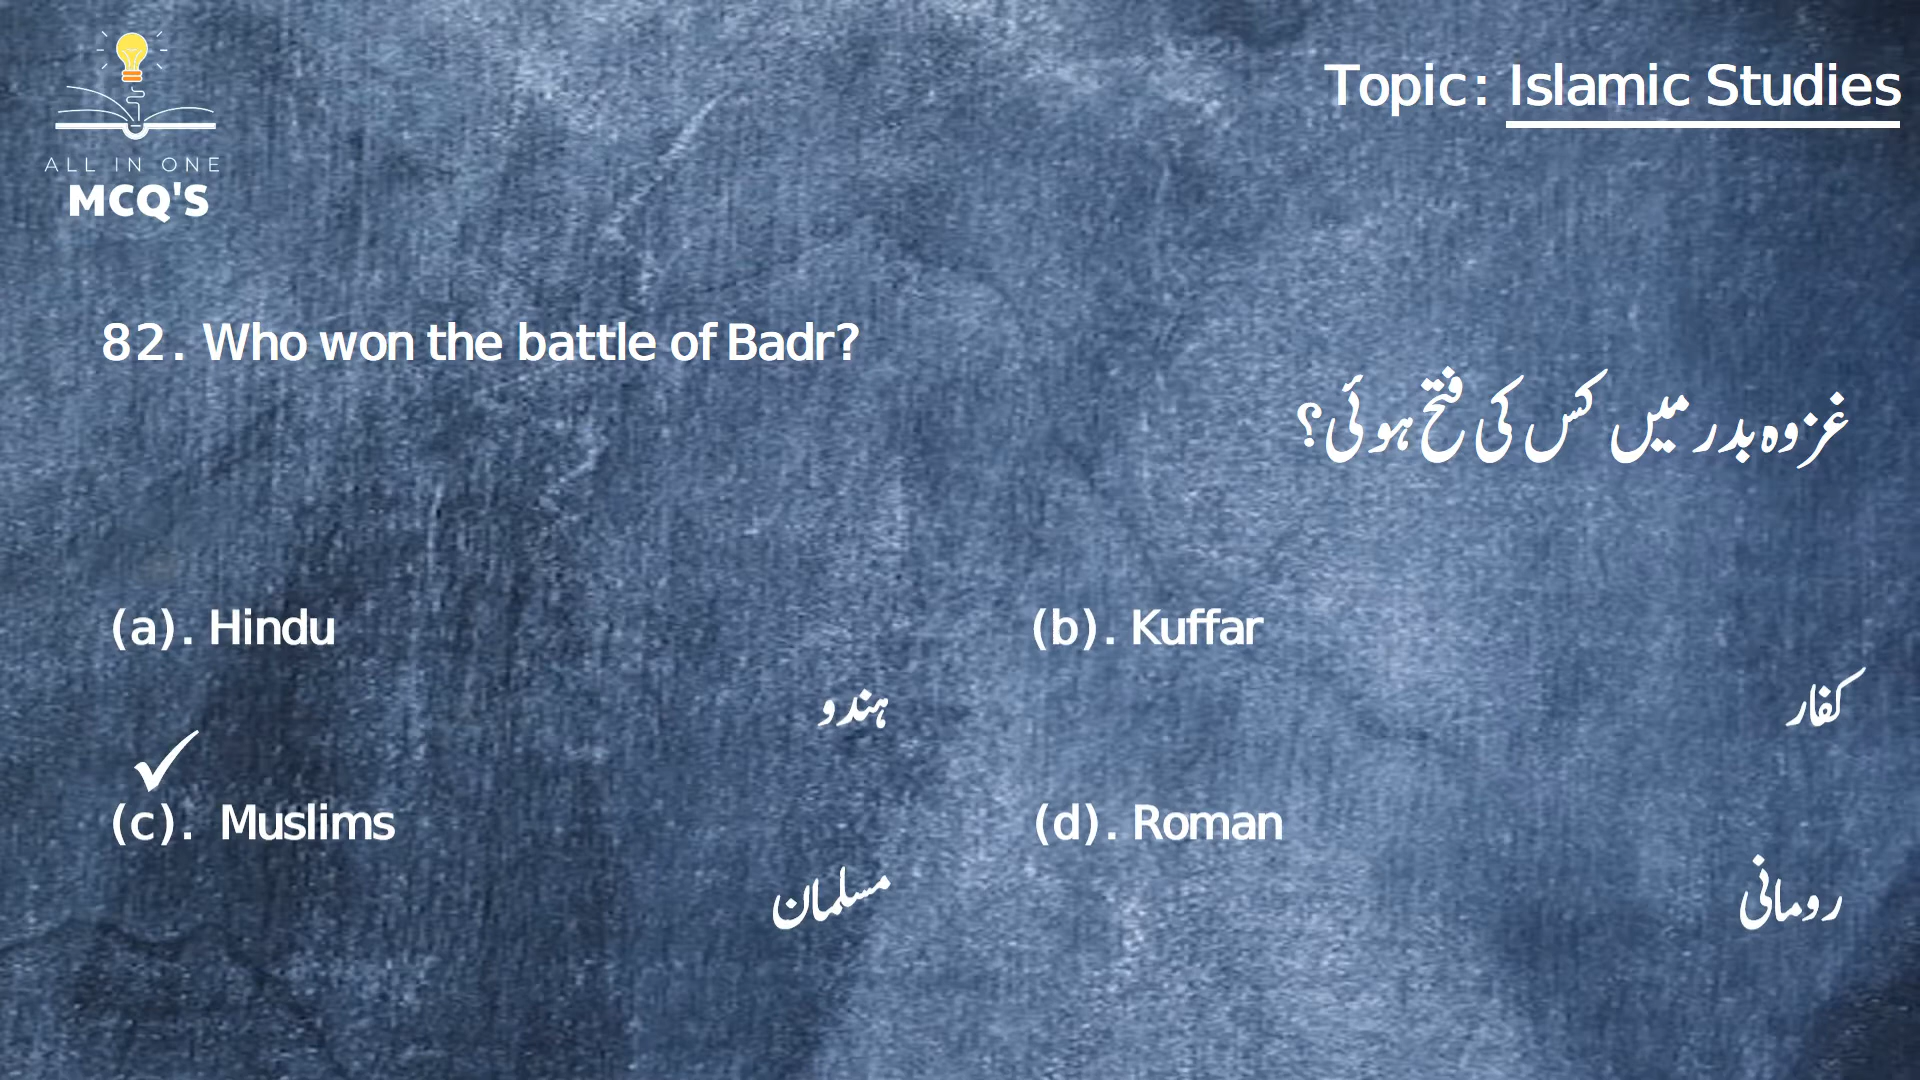 ALL IN ONE
MCQ'S
Topic: Islamic Studies
82. Who won the battle of Badr?
غزوہ بدر میں کس کی فتح ہوئی؟
(a). Hindu
ہندو
(b). Kuffar
کفار
(c). Muslims
مسلمان
(d). Roman
رومانی